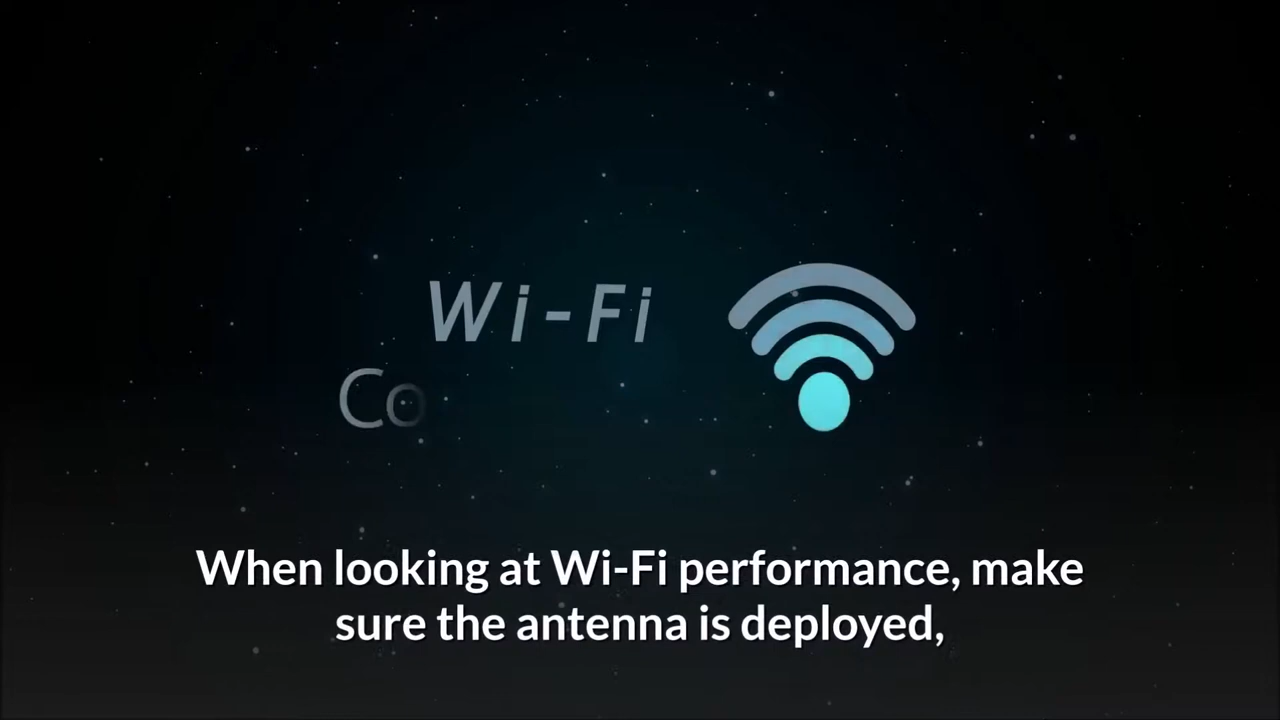 Wi-Fi
Co
When looking at Wi-Fi performance, make
sure the antenna is deployed,